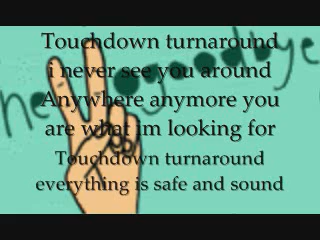 Touchdown turnaround
i never see you around
Anywhere anymore you
are what im looking for
Touchdown turnaround
everything is safe and sound